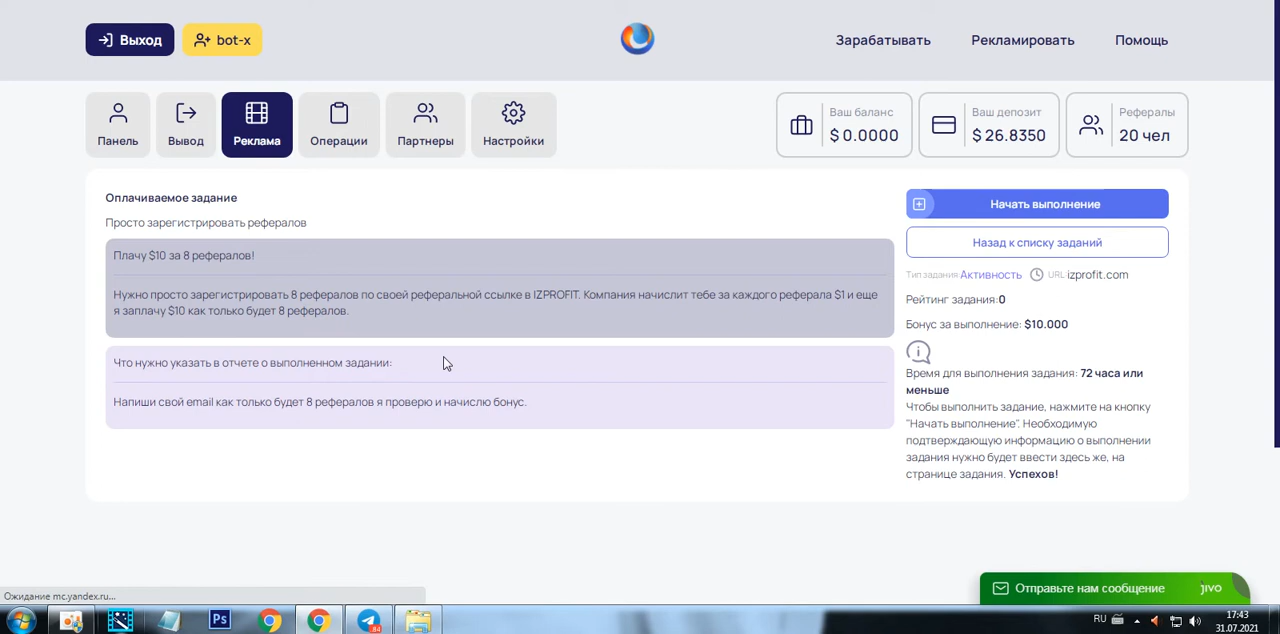 Выход
bot-x
Зарабатывать
Рекламировать
Помощь
Панель
Вывод
Реклама
Операции
Партнеры
Настройки
Ваш баланс
$ 0.0000
Ваш депозит
$ 26.8350
Рефералы
20 чел
Оплачиваемое задание
Просто зарегистрировать рефералов
Плачу $10 за 8 рефералов!
Нужно просто зарегистрировать 8 рефералов по своей реферальной ссылке в IZPROFIT. Компания начислит тебе за каждого реферала $1 и еще
я заплачу $10 как только будет 8 рефералов.
Что нужно указать в отчете о выполненном задании:
Напиши свой email как только будет 8 рефералов я проверю и начислю бонус.
Начать выполнение
Назад к списку заданий
Тип задания: Активность URL izprofit.com
Рейтинг задания:0
Бонус за выполнение: $10.000
Время для выполнения задания: 72 часа или
меньше
Чтобы выполнить задание, нажмите на кнопку
"Начать выполнение". Необходимую
подтверждающую информацию о выполнении
задания нужно будет ввести здесь же, на
странице задания. Успехов!
Отправьте нам сообщение jivo
Ожидание mc.yandex.ru...
Ps
84
RU
17:43
31.07.2021